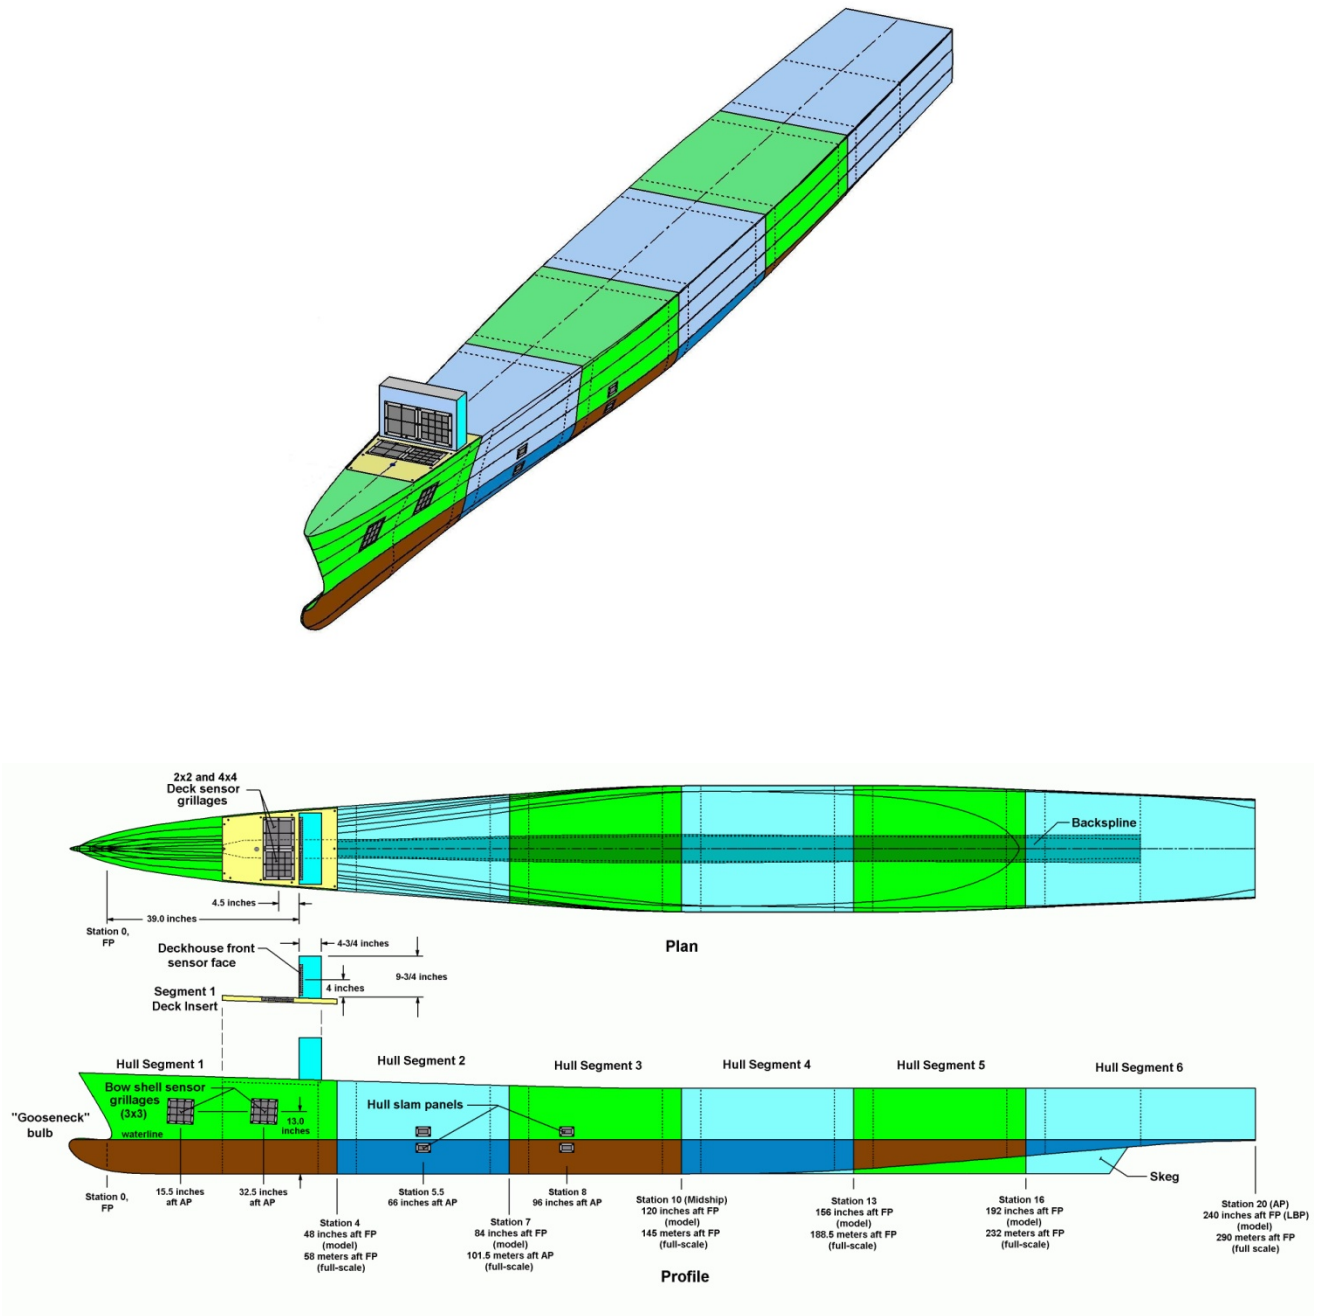 2x2 and 4x4
Deck sensor
grillages
Backspline
4.5 inches
39.0 inches
Station 0,
FP
Plan
4-3/4 inches
Deckhouse front
sensor face
9-3/4 inches
4 inches
Segment 1
Deck Insert
Hull Segment 1
Hull Segment 2
Hull Segment 3
Hull Segment 4
Hull Segment 5
Hull Segment 6
Bow shell sensor
grillages
(3x3)
"Gooseneck"
bulb
waterline
13.0
inches
Hull slam panels
Skeg
Station 0,
FP
15.5 inches
aft AP
32.5 inches
aft AP
Station 4
48 inches aft FP
(model)
58 meters aft FP
(full-scale)
Station 5.5
66 inches aft AP
Station 7
84 inches aft FP
(model)
101.5 meters aft AP
(full-scale)
Station 8
96 inches aft AP
Station 10 (Midship)
120 inches aft FP
(model)
145 meters aft FP
(full-scale)
Station 13
156 inches aft FP
(model)
188.5 meters aft FP
(full-scale)
Station 16
192 inches aft FP
(model)
232 meters aft FP
(full-scale)
Station 20 (AP)
240 inches aft FP (LBP)
(model)
290 meters aft FP
(full scale)
Profile